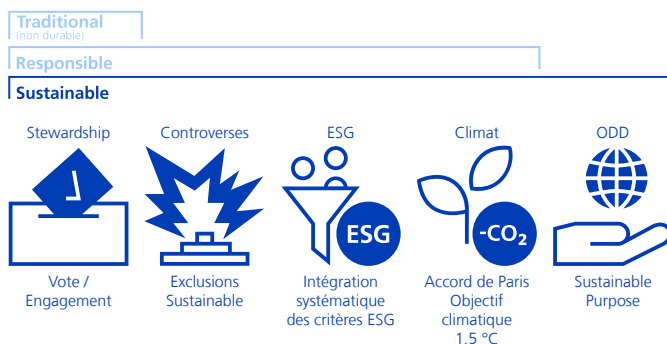 Traditional
(non durable)
Responsible
Sustainable
Stewardship
Controverses
ESG
Climat
ODD
ESG
-CO₂
Vote /
Engagement
Exclusions
Sustainable
Intégration
systématique
des critères ESG
Accord de Paris
Objectif
climatique
1.5 °C
Sustainable
Purpose